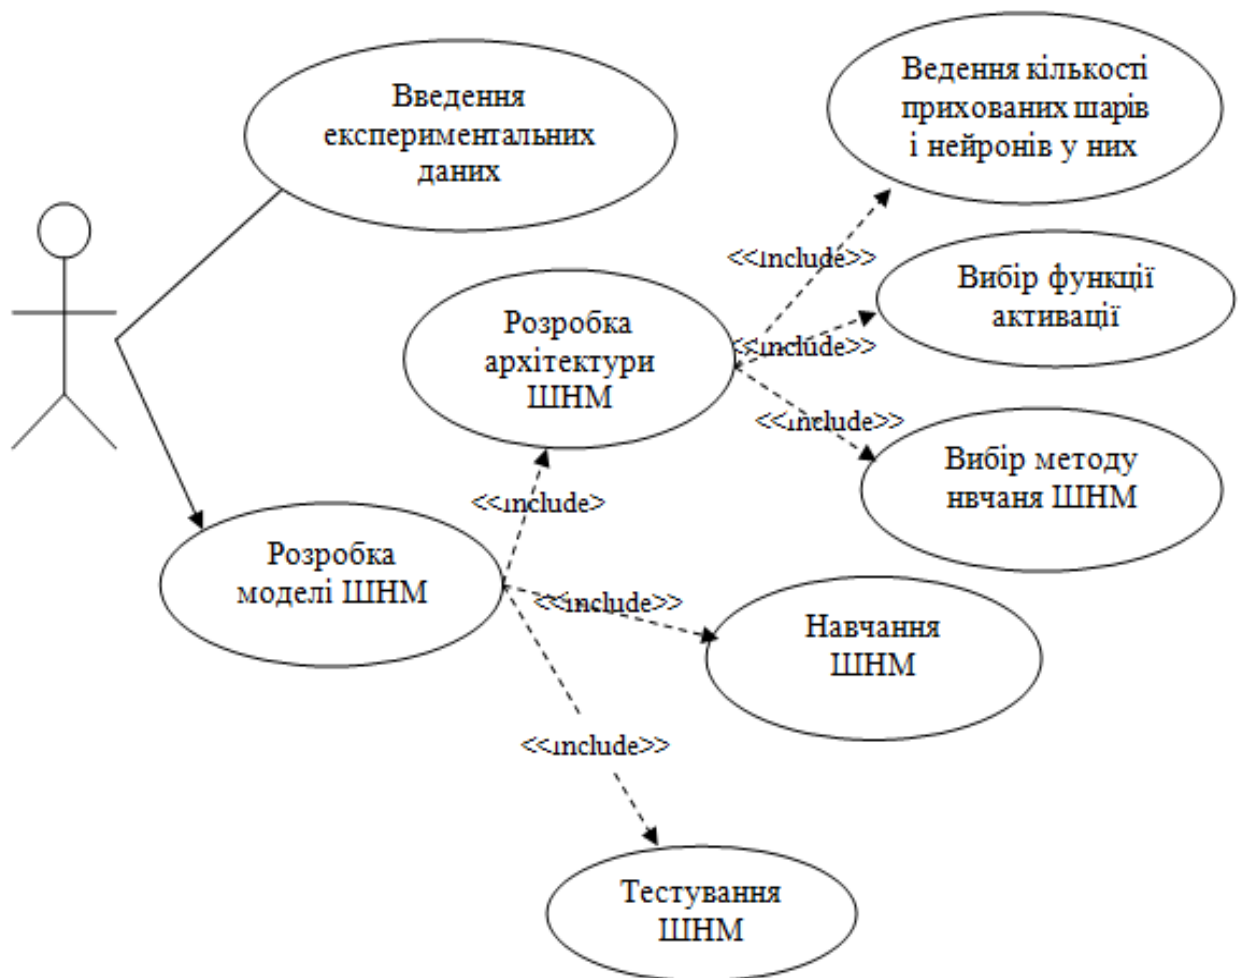 Введення
експериментальних
даних
Ведення кількості
прихованих шарів
і нейронів у них
<<include>>
Вибір функції
активації
<<include>>
Розробка
архітектури
ШНМ
<<include>>
Вибір методу
нвчаня ШНМ
<<include>
Розробка
моделі ШНМ
<<include>>
Навчання
ШНМ
<<include>>
Тестування
ШНМ